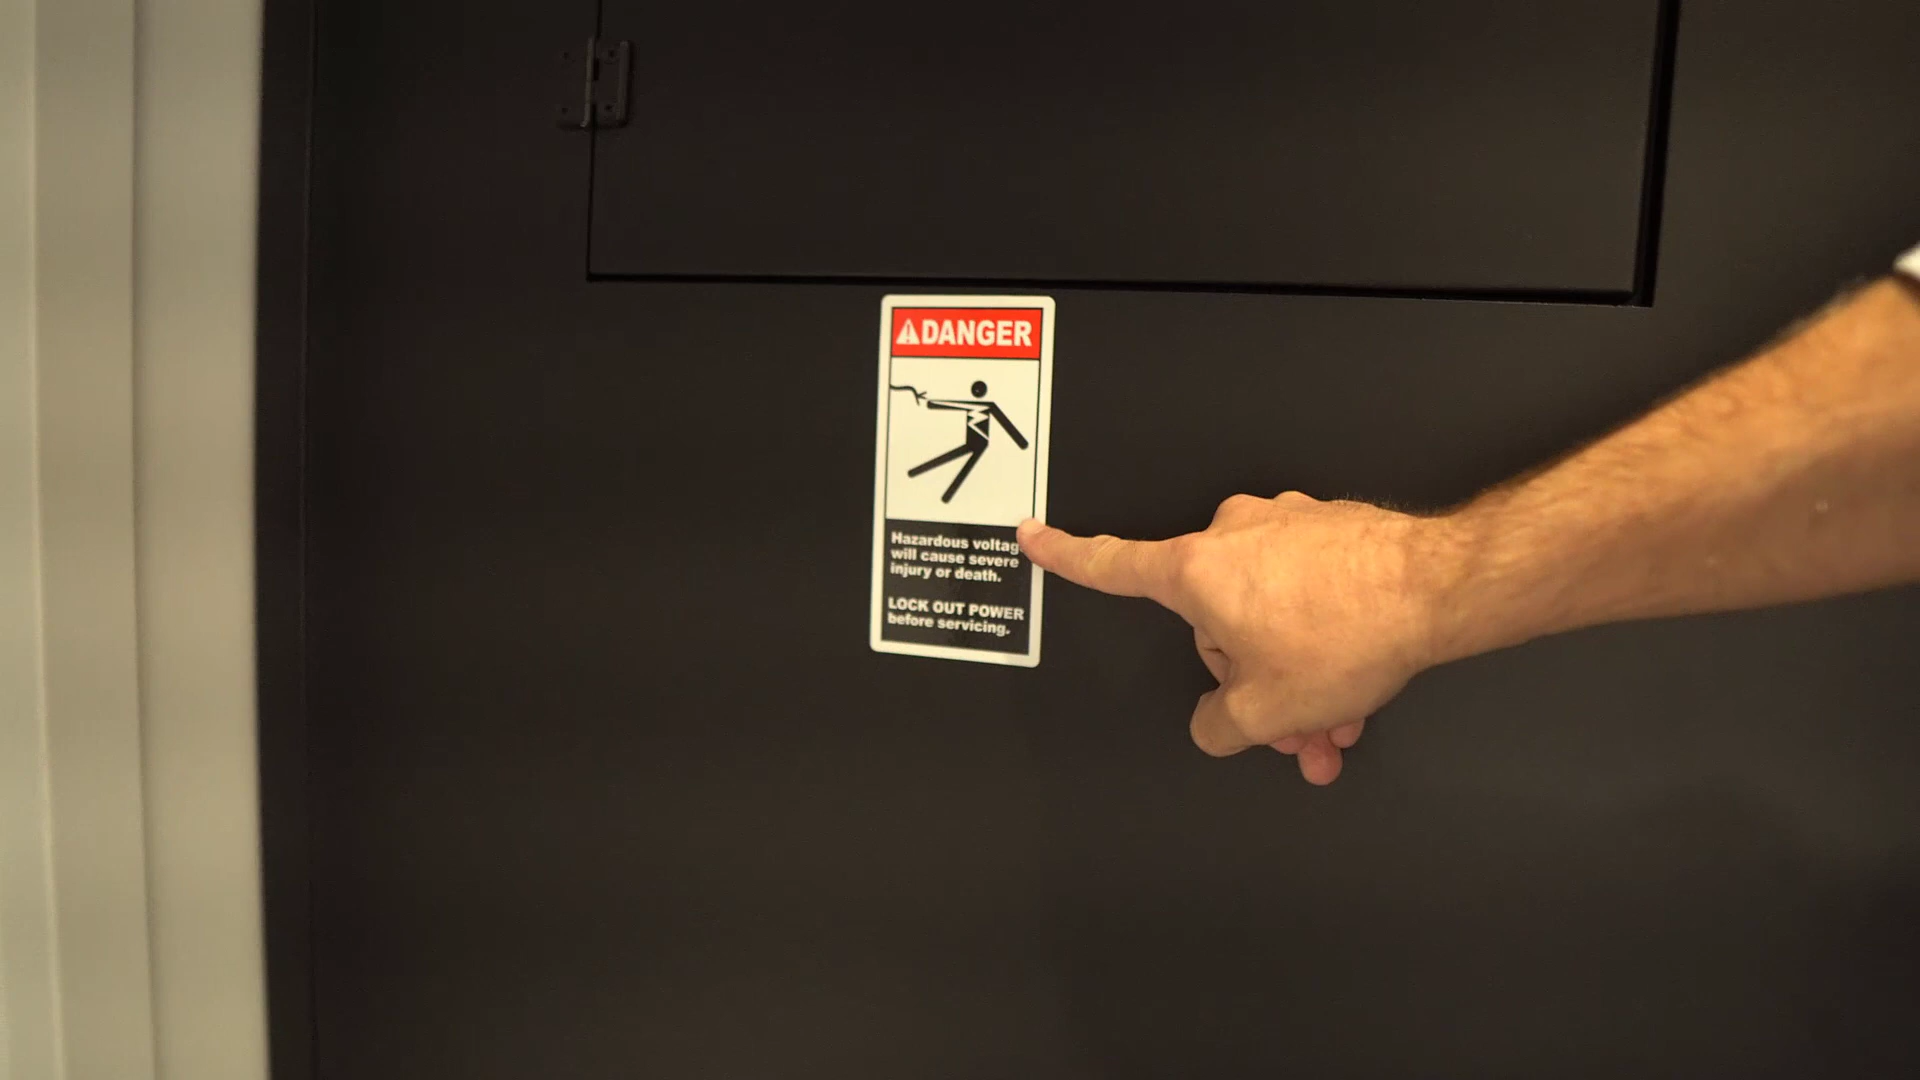 DANGER
Hazardous voltag
will cause severe
injury or death.
LOCK OUT POWER
before servicing.